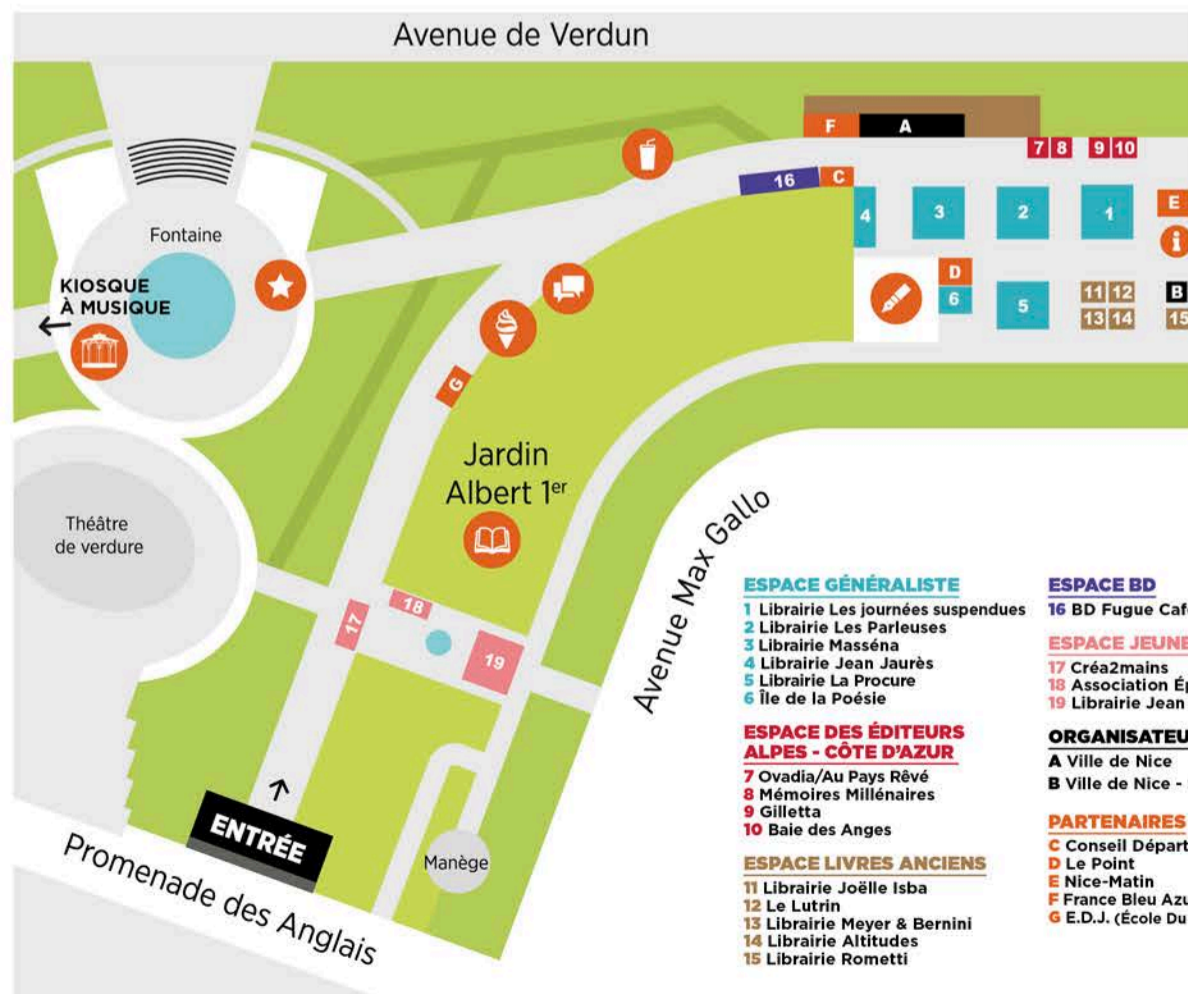 Avenue de Verdun
F
A
7 8 9 10
16
C
4
3
2
1
E
Fontaine
KIOSQUE
À MUSIQUE
D
6
5
11 12
13 14
B
15
G
Jardin
Albert 1er
Théâtre
de verdure
Avenue Max Gallo
18
17
19
ENTRÉE
Manège
Promenade des Anglais
ESPACE GÉNÉRALISTE
1 Librairie Les journées suspendues
2 Librairie Les Parleuses
3 Librairie Masséna
4 Librairie Jean Jaurès
5 Librairie La Procure
6 Île de la Poésie
ESPACE DES ÉDITEURS
ALPES - CÔTE D'AZUR
7 Ovadia/Au Pays Rêvé
8 Mémoires Millénaires
9 Gilletta
10 Baie des Anges
ESPACE LIVRES ANCIENS
11 Librairie Joëlle Isba
12 Le Lutrin
13 Librairie Meyer & Bernini
14 Librairie Altitudes
15 Librairie Rometti
ESPACE BD
16 BD Fugue Caf
ESPACE JEUNE
17 Créa2mains
18 Association Ép
19 Librairie Jean
ORGANISATEU
A Ville de Nice
B Ville de Nice -
PARTENAIRES
C Conseil Départ
D Le Point
E Nice-Matin
F France Bleu Azu
G E.D.J. (École Du